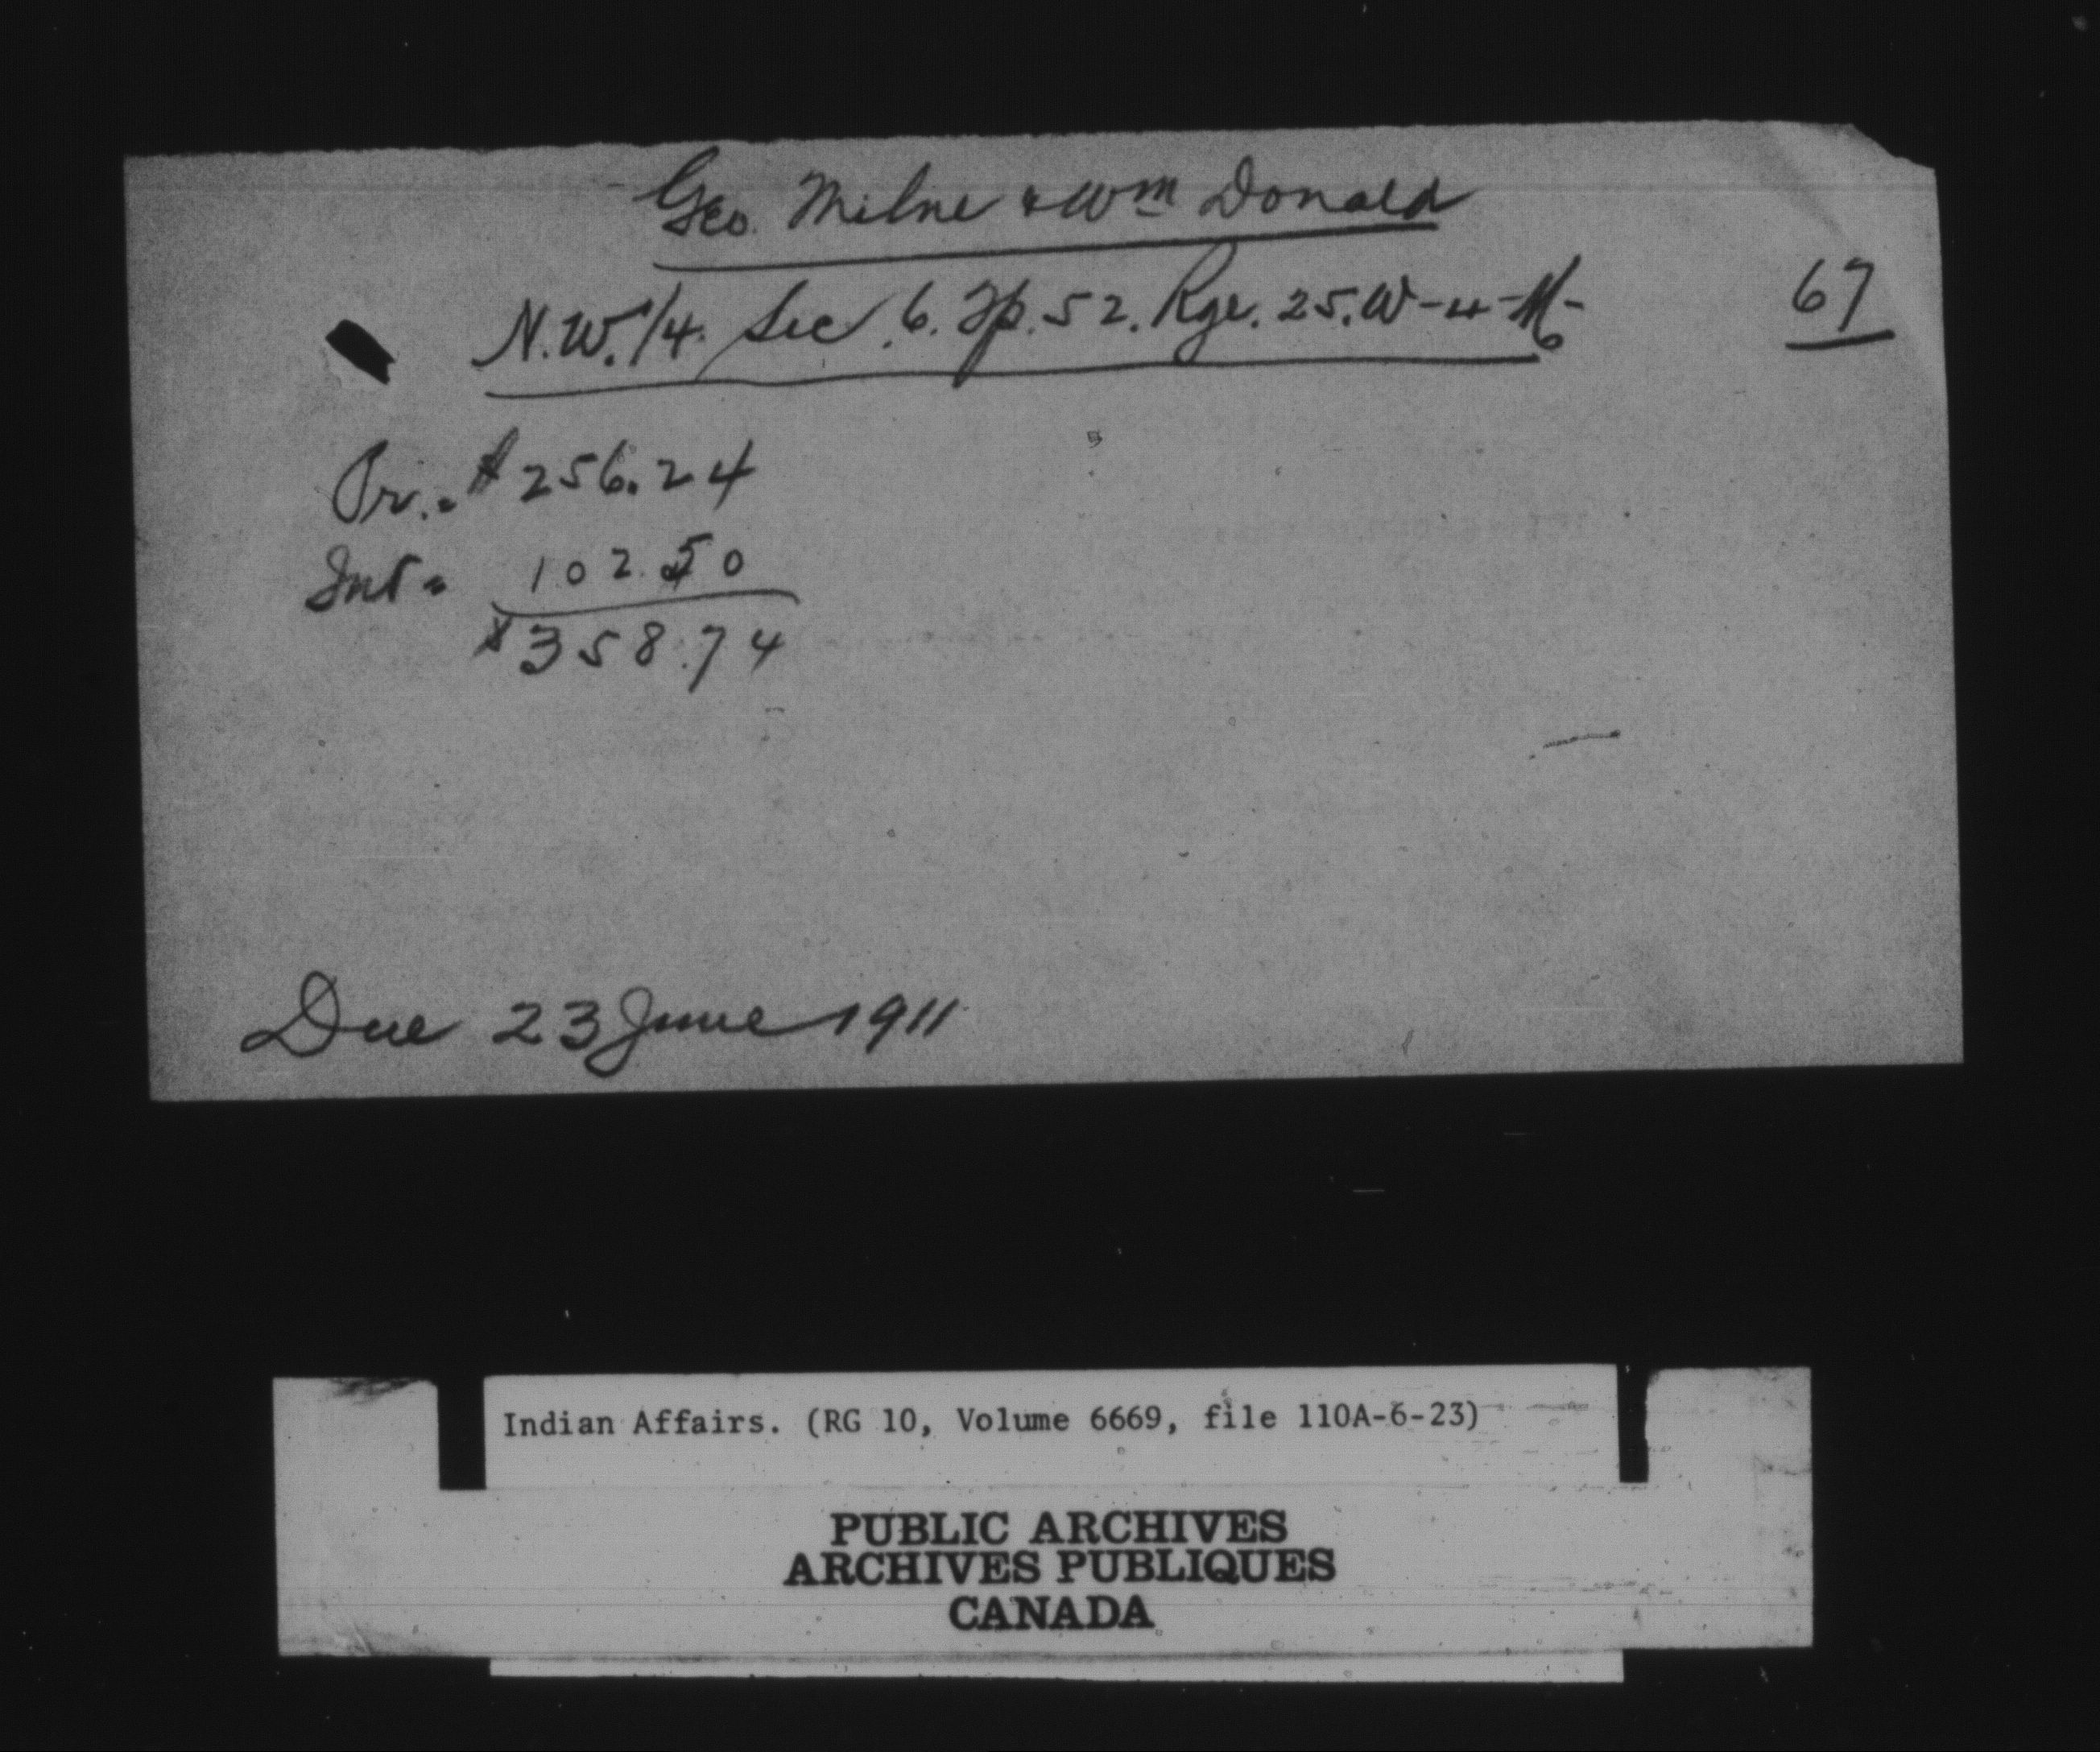 Geo. Milne & Wm Donald
N.W. 1/4. Sec. 6. Tp. 52. Rge. 25. W-4-M-
67
Pr. = $256.24
Int = 102.50
$358.74
Due 23 June 1911
Indian Affairs. (RG 10, Volume 6669, file 110A-6-23)
PUBLIC ARCHIVES
ARCHIVES PUBLIQUES
CANADA